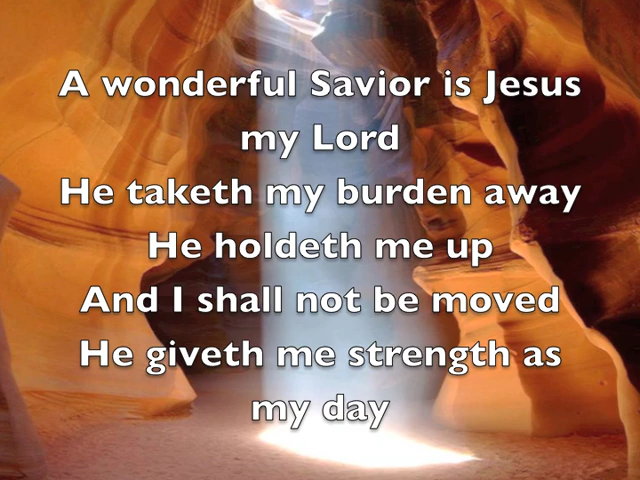 A wonderful Savior is Jesus
my Lord
He taketh my burden away
He holdeth me up
And I shall not be moved
He giveth me strength as
my day